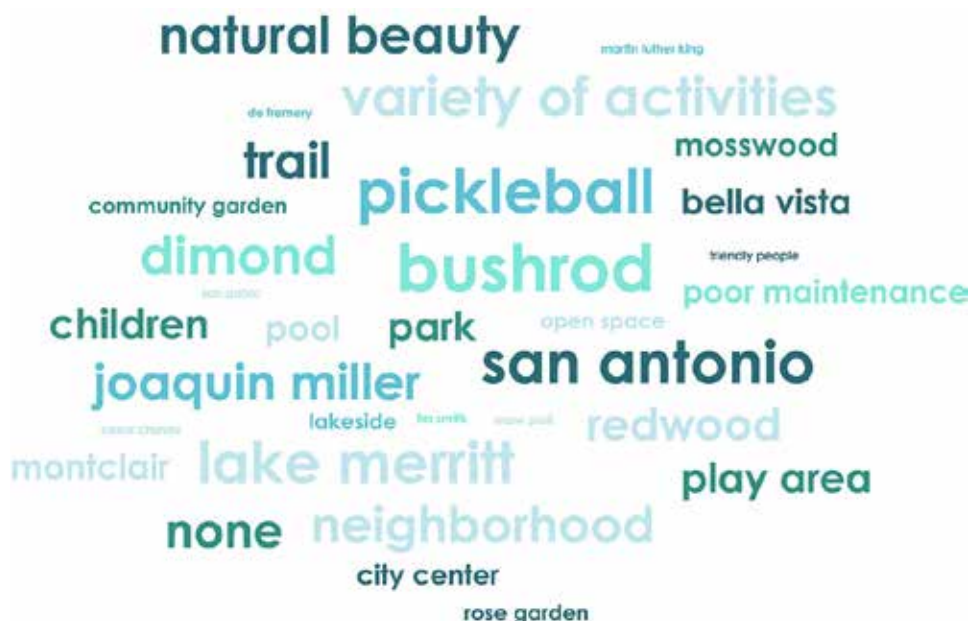 natural beauty
martin luther king
variety of activities
de fremery
trail
mosswood
pickleball
bella vista
community garden
dimond
bushrod
friendly people
poor maintenance
children
pool
park
open space
san antonio
joaquin miller
lakeside
redwood
montclair
lake merritt
play area
none
neighborhood
city center
rose garden